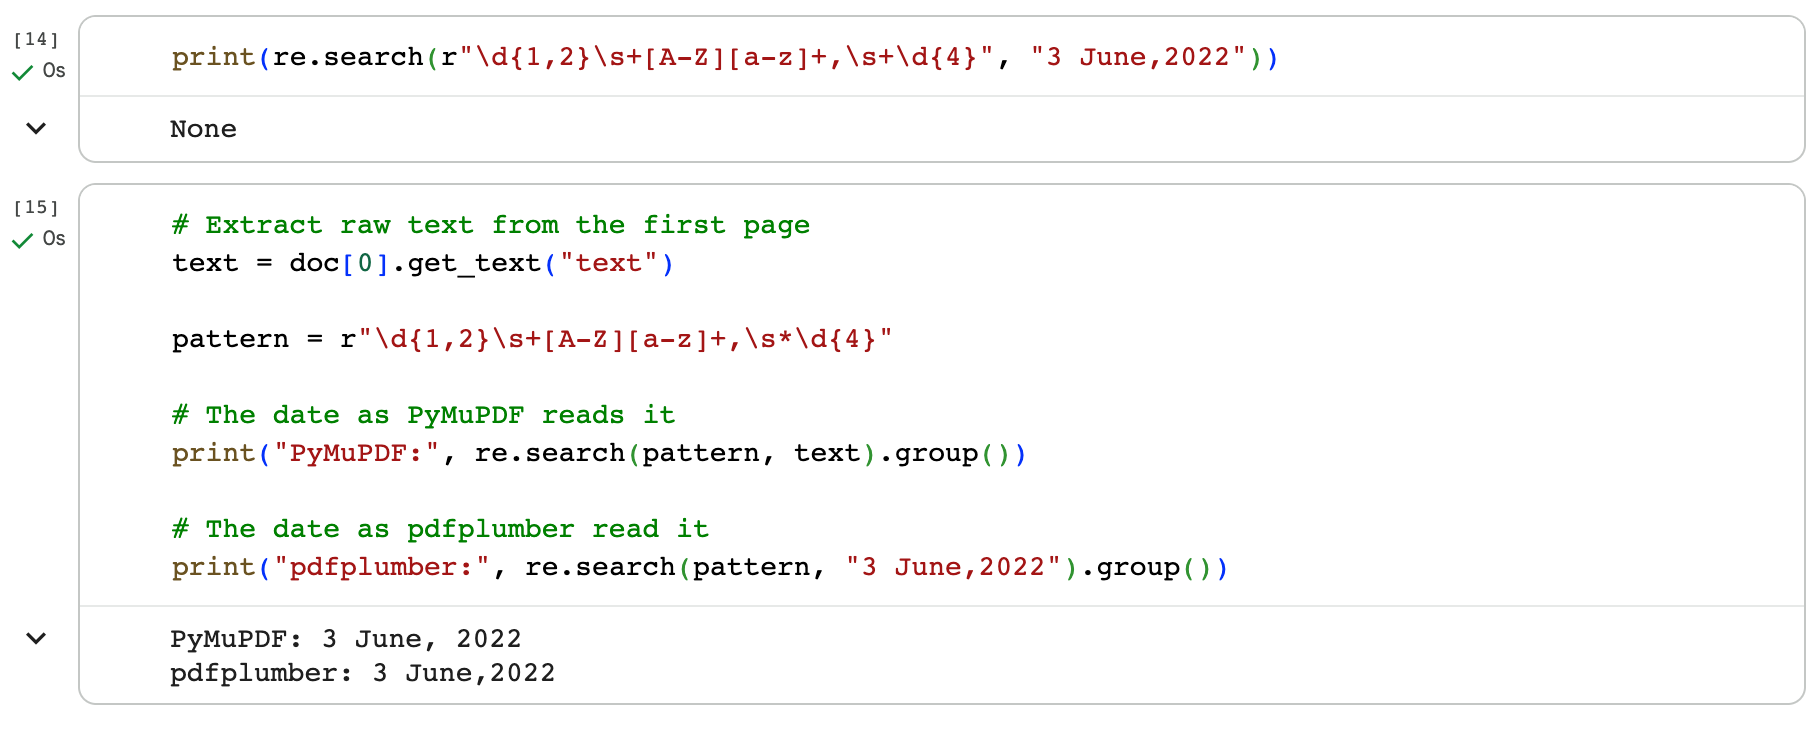 [14]
0s
print(re.search(r"\d{1,2}\s+[A-Z][a-z]+,\s+\d{4}", "3 June,2022"))
None
[15]
0s
# Extract raw text from the first page
text = doc[0].get_text("text")
pattern = r"\d{1,2}\s+[A-Z][a-z]+,\s*\d{4}"
# The date as PyMuPDF reads it
print("PyMuPDF:", re.search(pattern, text).group())
# The date as pdfplumber read it
print("pdfplumber:", re.search(pattern, "3 June,2022").group())
PyMuPDF: 3 June, 2022
pdfplumber: 3 June,2022